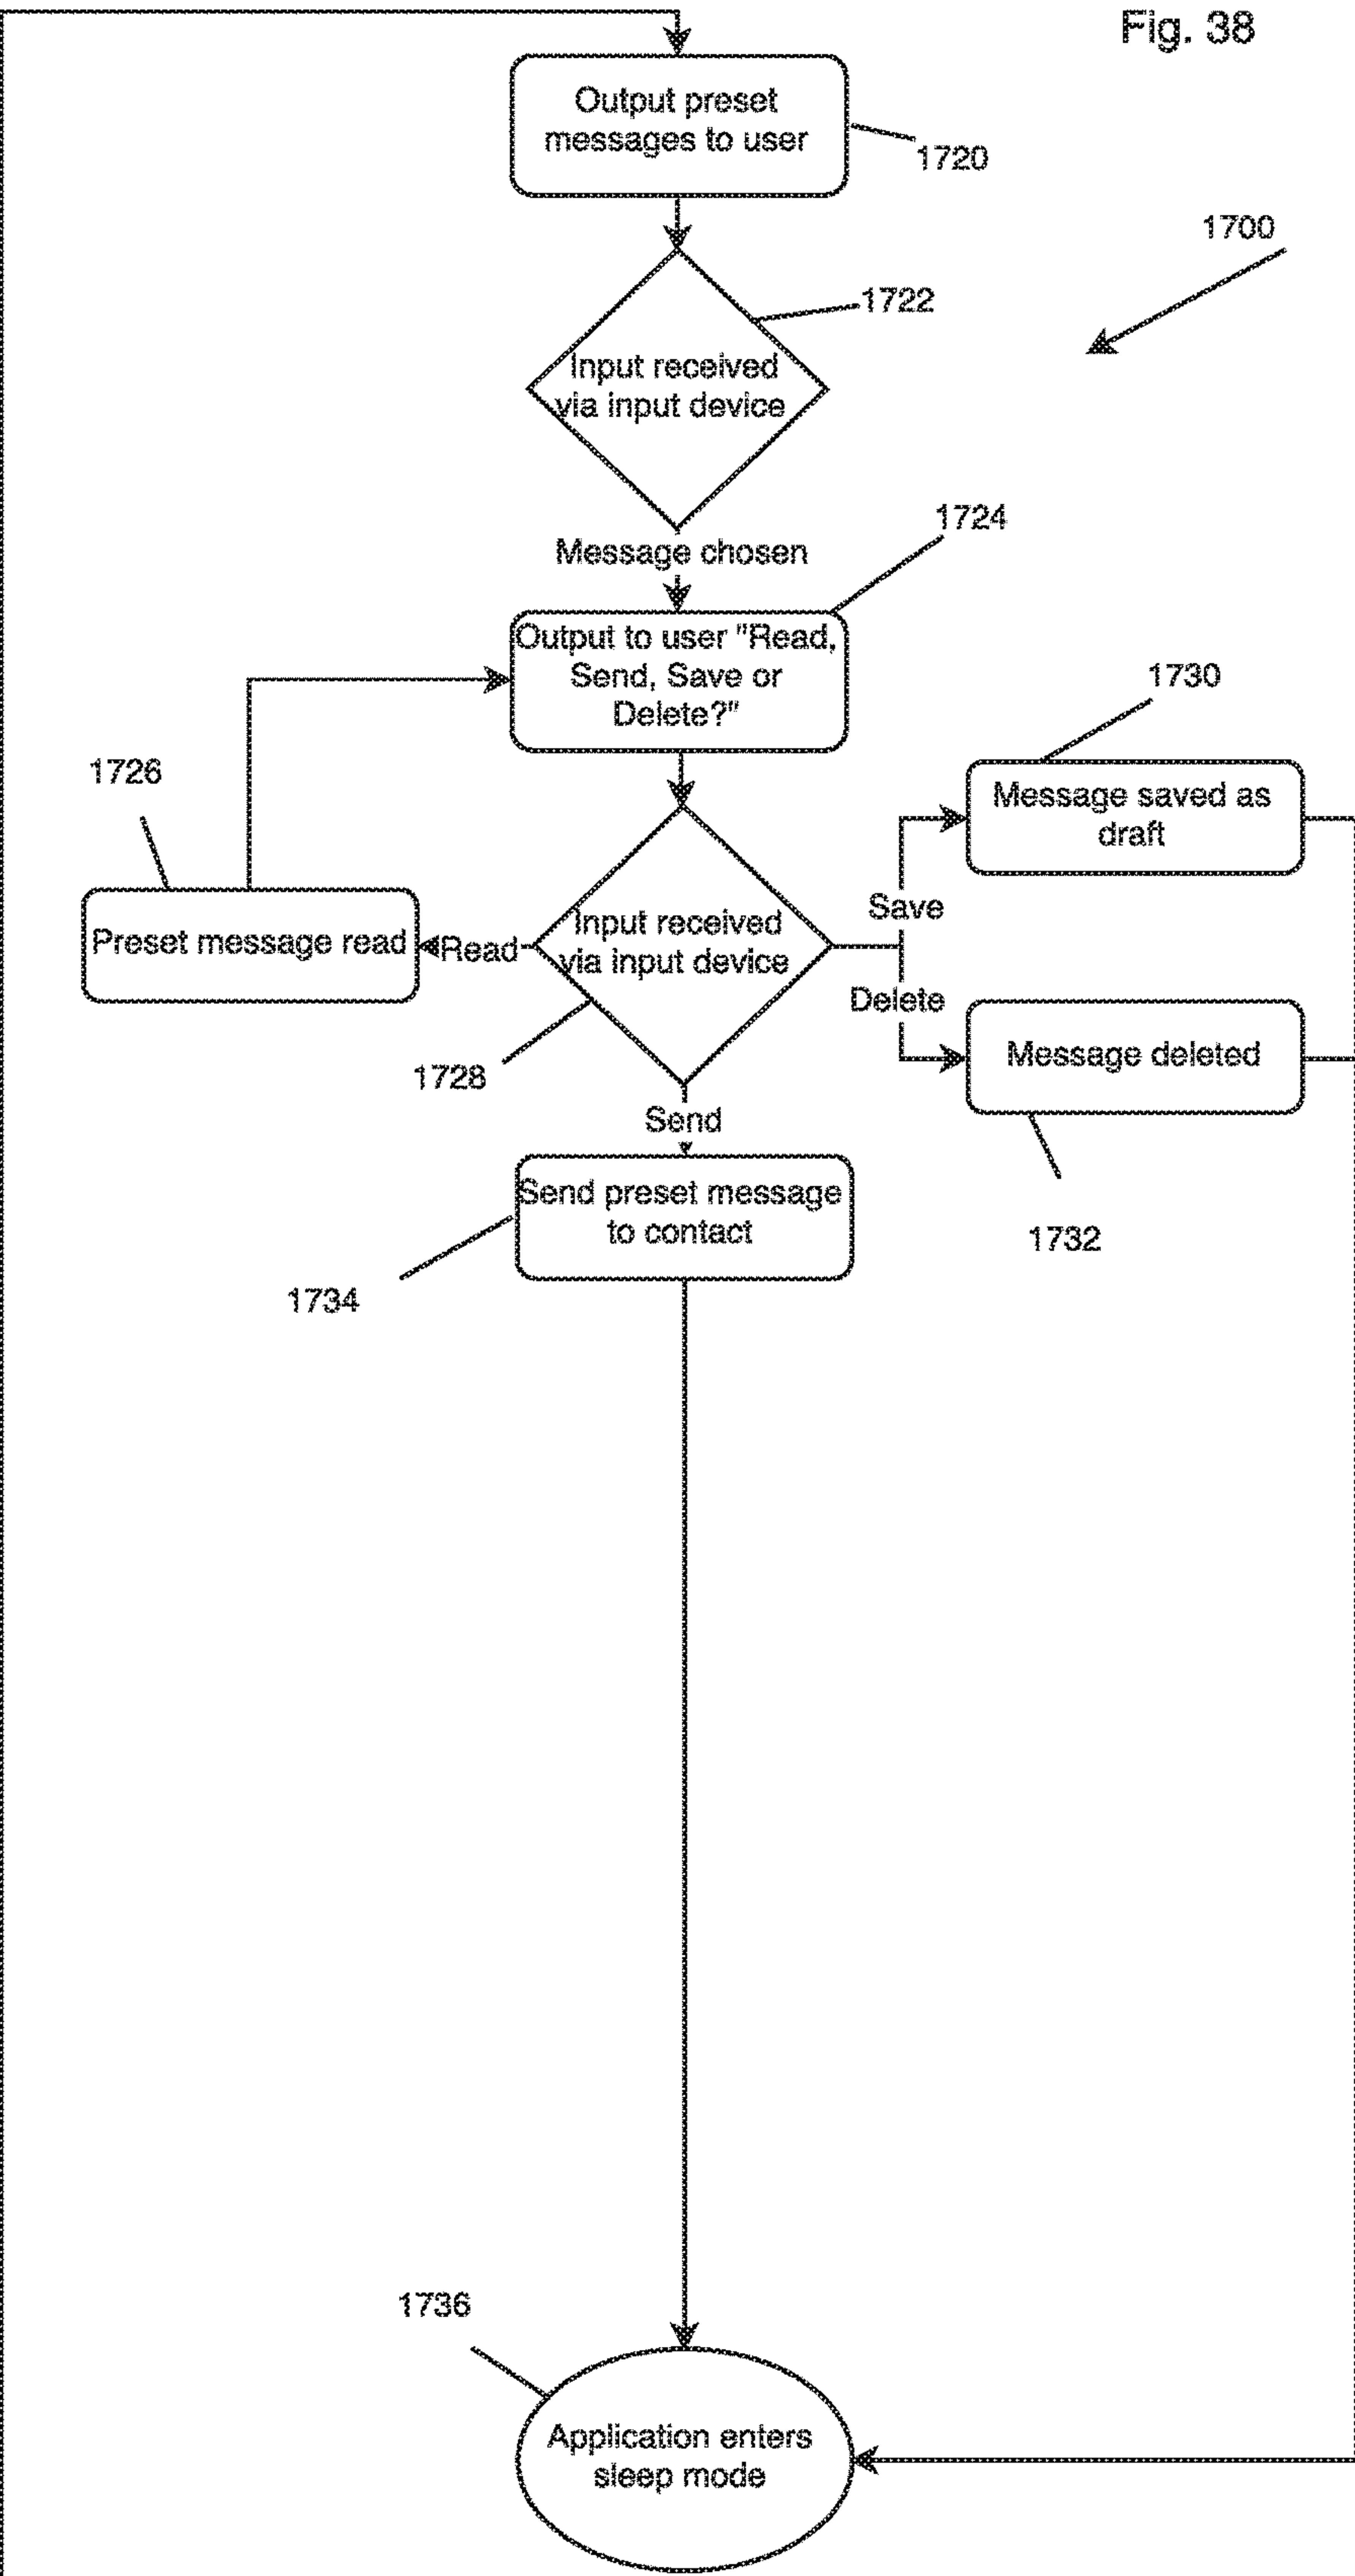 Fig. 38
Output preset
messages to user
1720
1700
1722
Input received
via input device
1724
Message chosen
Output to user "Read,
Send, Save or
Delete?"
1730
1726
Message saved as
draft
Save
Preset message read
Read
Input received
via input device
Delete
Message deleted
1728
Send
1732
Send preset message
to contact
1734
1736
Application enters
sleep mode